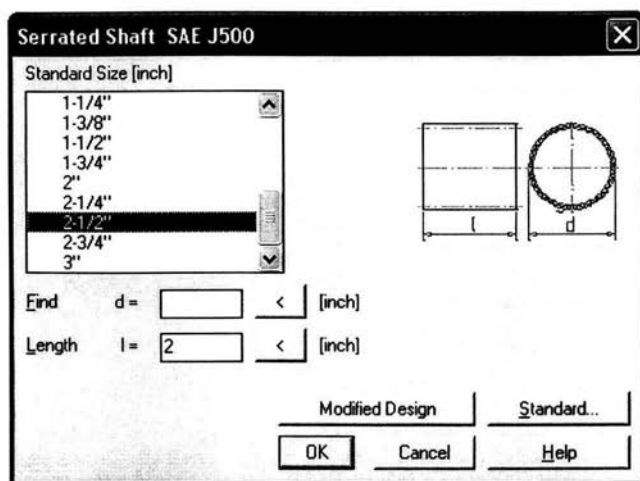 Serrated Shaft SAE J500
Standard Size [inch]
1-1/4"
1-3/8"
1-1/2"
1-3/4"
2"
2-1/4"
2-1/2"
2-3/4"
3"
l d
Find d = < [inch]
Length l = 2 < [inch]
Modified Design Standard...
OK Cancel Help